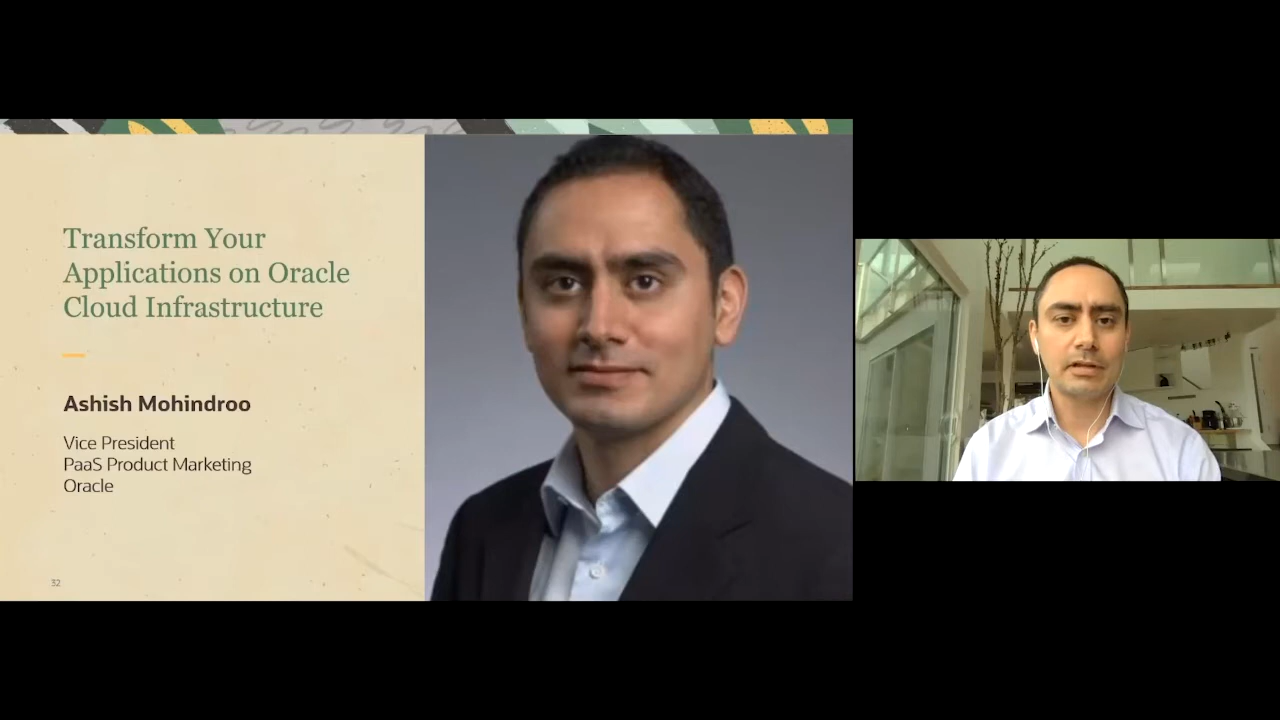 Transform Your
Applications on Oracle
Cloud Infrastructure
Ashish Mohindroo
Vice President
PaaS Product Marketing
Oracle
32